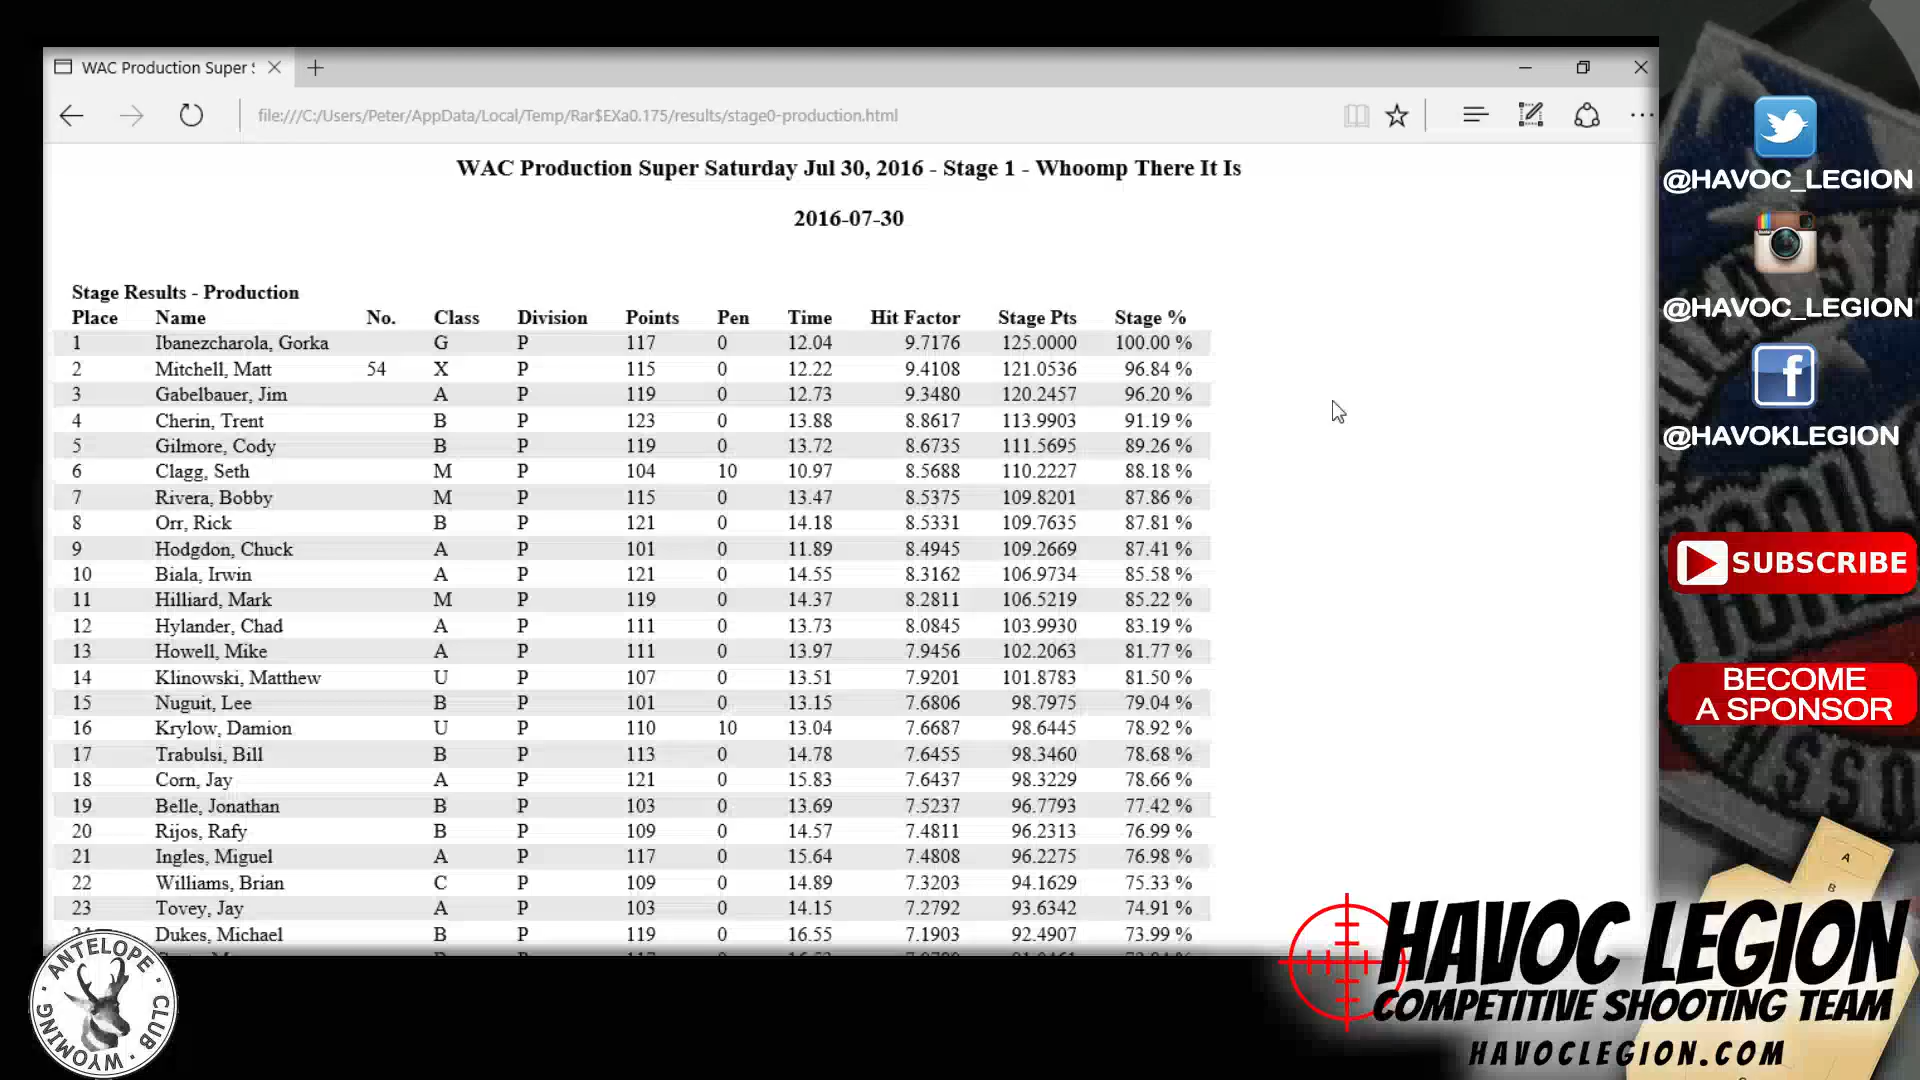 WAC Production Super S
file:///C:/Users/Peter/AppData/Local/Temp/Rar$EXa0.175/results/stage0-production.html
WAC Production Super Saturday Jul 30, 2016 - Stage 1 - Whoomp There It Is
2016-07-30
Stage Results - Production
Place Name No. Class Division Points Pen Time Hit Factor Stage Pts Stage %
1 Ibanezcharola, Gorka G P 117 0 12.04 9.7176 125.0000 100.00 %
2 Mitchell, Matt 54 X P 115 0 12.22 9.4108 121.0536 96.84 %
3 Gabelbauer, Jim A P 119 0 12.73 9.3480 120.2457 96.20 %
4 Cherin, Trent B P 123 0 13.88 8.8617 113.9903 91.19 %
5 Gilmore, Cody B P 119 0 13.72 8.6735 111.5695 89.26 %
6 Clagg, Seth M P 104 10 10.97 8.5688 110.2227 88.18 %
7 Rivera, Bobby M P 115 0 13.47 8.5375 109.8201 87.86 %
8 Orr, Rick B P 121 0 14.18 8.5331 109.7635 87.81 %
9 Hodgdon, Chuck A P 101 0 11.89 8.4945 109.2669 87.41 %
10 Biala, Irwin A P 121 0 14.55 8.3162 106.9734 85.58 %
11 Hilliard, Mark M P 119 0 14.37 8.2811 106.5219 85.22 %
12 Hylander, Chad A P 111 0 13.73 8.0845 103.9930 83.19 %
13 Howell, Mike A P 111 0 13.97 7.9456 102.2063 81.77 %
14 Klinowski, Matthew U P 107 0 13.51 7.9201 101.8783 81.50 %
15 Nuguit, Lee B P 101 0 13.15 7.6806 98.7975 79.04 %
16 Krylow, Damion U P 110 10 13.04 7.6687 98.6445 78.92 %
17 Trabulsi, Bill B P 113 0 14.78 7.6455 98.3460 78.68 %
18 Corn, Jay A P 121 0 15.83 7.6437 98.3229 78.66 %
19 Belle, Jonathan B P 103 0 13.69 7.5237 96.7793 77.42 %
20 Rijos, Rafy B P 109 0 14.57 7.4811 96.2313 76.99 %
21 Ingles, Miguel A P 117 0 15.64 7.4808 96.2275 76.98 %
22 Williams, Brian C P 109 0 14.89 7.3203 94.1629 75.33 %
23 Tovey, Jay A P 103 0 14.15 7.2792 93.6342 74.91 %
24 Dukes, Michael B P 119 0 16.55 7.1903 92.4907 73.99 %
@HAVOC_LEGION
@HAVOC_LEGION
@HAVOKLEGION
SUBSCRIBE
BECOME
A SPONSOR
A
B
ANTELOPE CLUB WYOMING
HAVOC LEGION
COMPETITIVE SHOOTING TEAM
HAVOCLEGION.COM